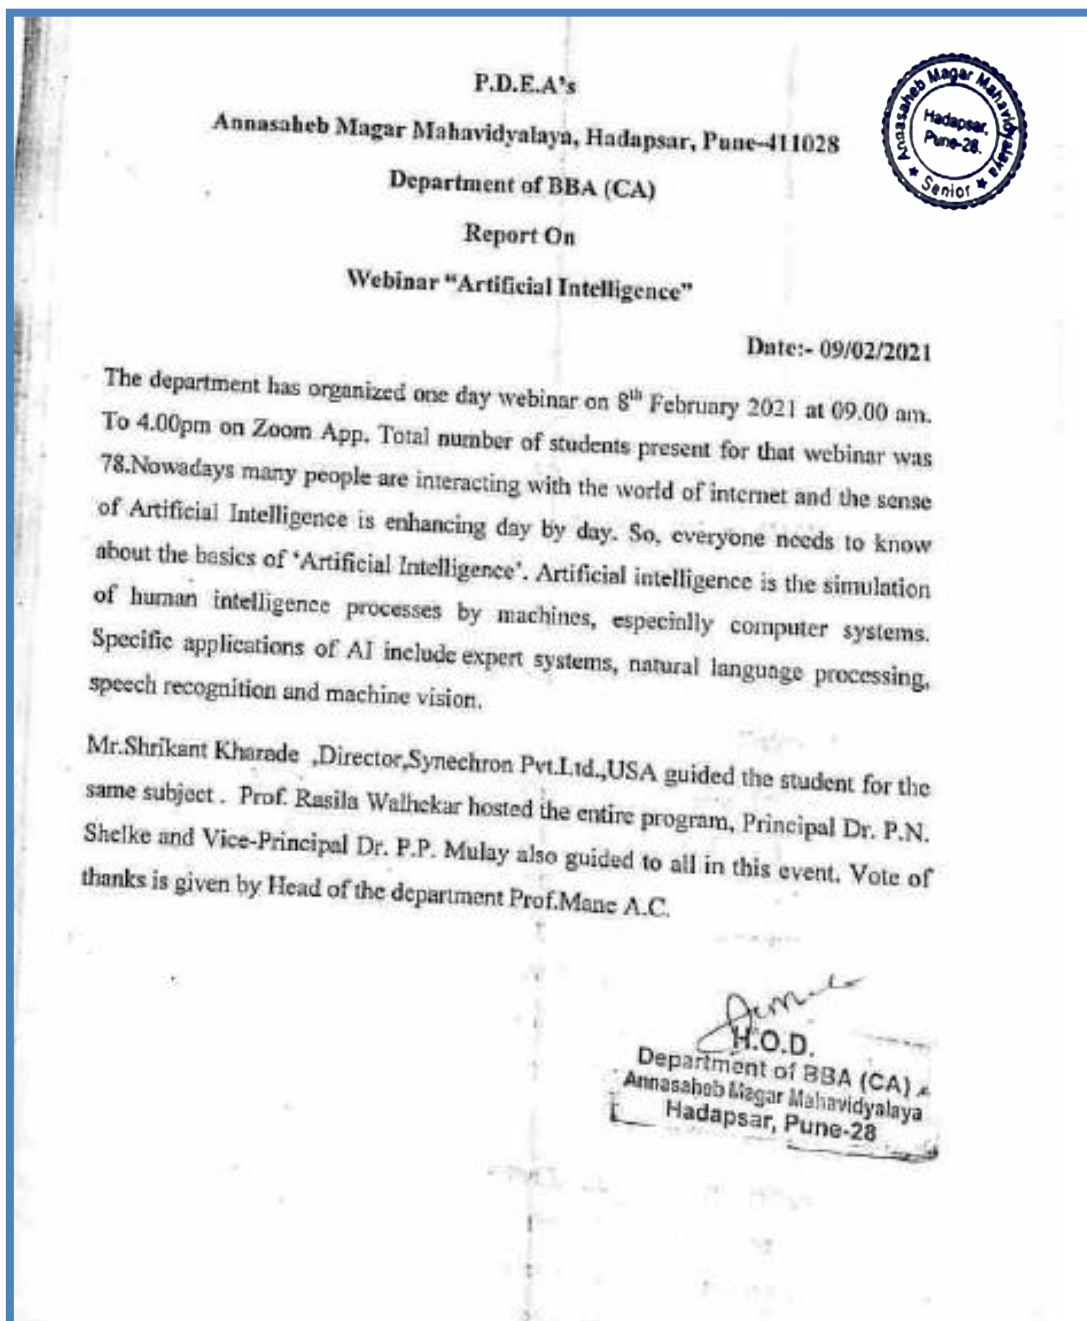 P.D.E.A's
Annasaheb Magar Mahavidyalaya, Hadapsar, Pune-411028
Department of BBA (CA)
Report On
Webinar “Artificial Intelligence”
Annasaheb Magar Mahavidyalaya
Hadapsar,
Pune-28.
★ Senior ★
Date:- 09/02/2021
The department has organized one day webinar on 8th February 2021 at 09.00 am.
To 4.00pm on Zoom App. Total number of students present for that webinar was
78.Nowadays many people are interacting with the world of internet and the sense
of Artificial Intelligence is enhancing day by day. So, everyone needs to know
about the basics of ‘Artificial Intelligence’. Artificial intelligence is the simulation
of human intelligence processes by machines, especially computer systems.
Specific applications of AI include expert systems, natural language processing,
speech recognition and machine vision.
Mr.Shrikant Kharade ,Director,Synechron Pvt.Ltd.,USA guided the student for the
same subject . Prof. Rasila Walhekar hosted the entire program, Principal Dr. P.N.
Shelke and Vice-Principal Dr. P.P. Mulay also guided to all in this event. Vote of
thanks is given by Head of the department Prof.Mane A.C.
H.O.D.
Department of BBA (CA)
Annasaheb Magar Mahavidyalaya
Hadapsar, Pune-28